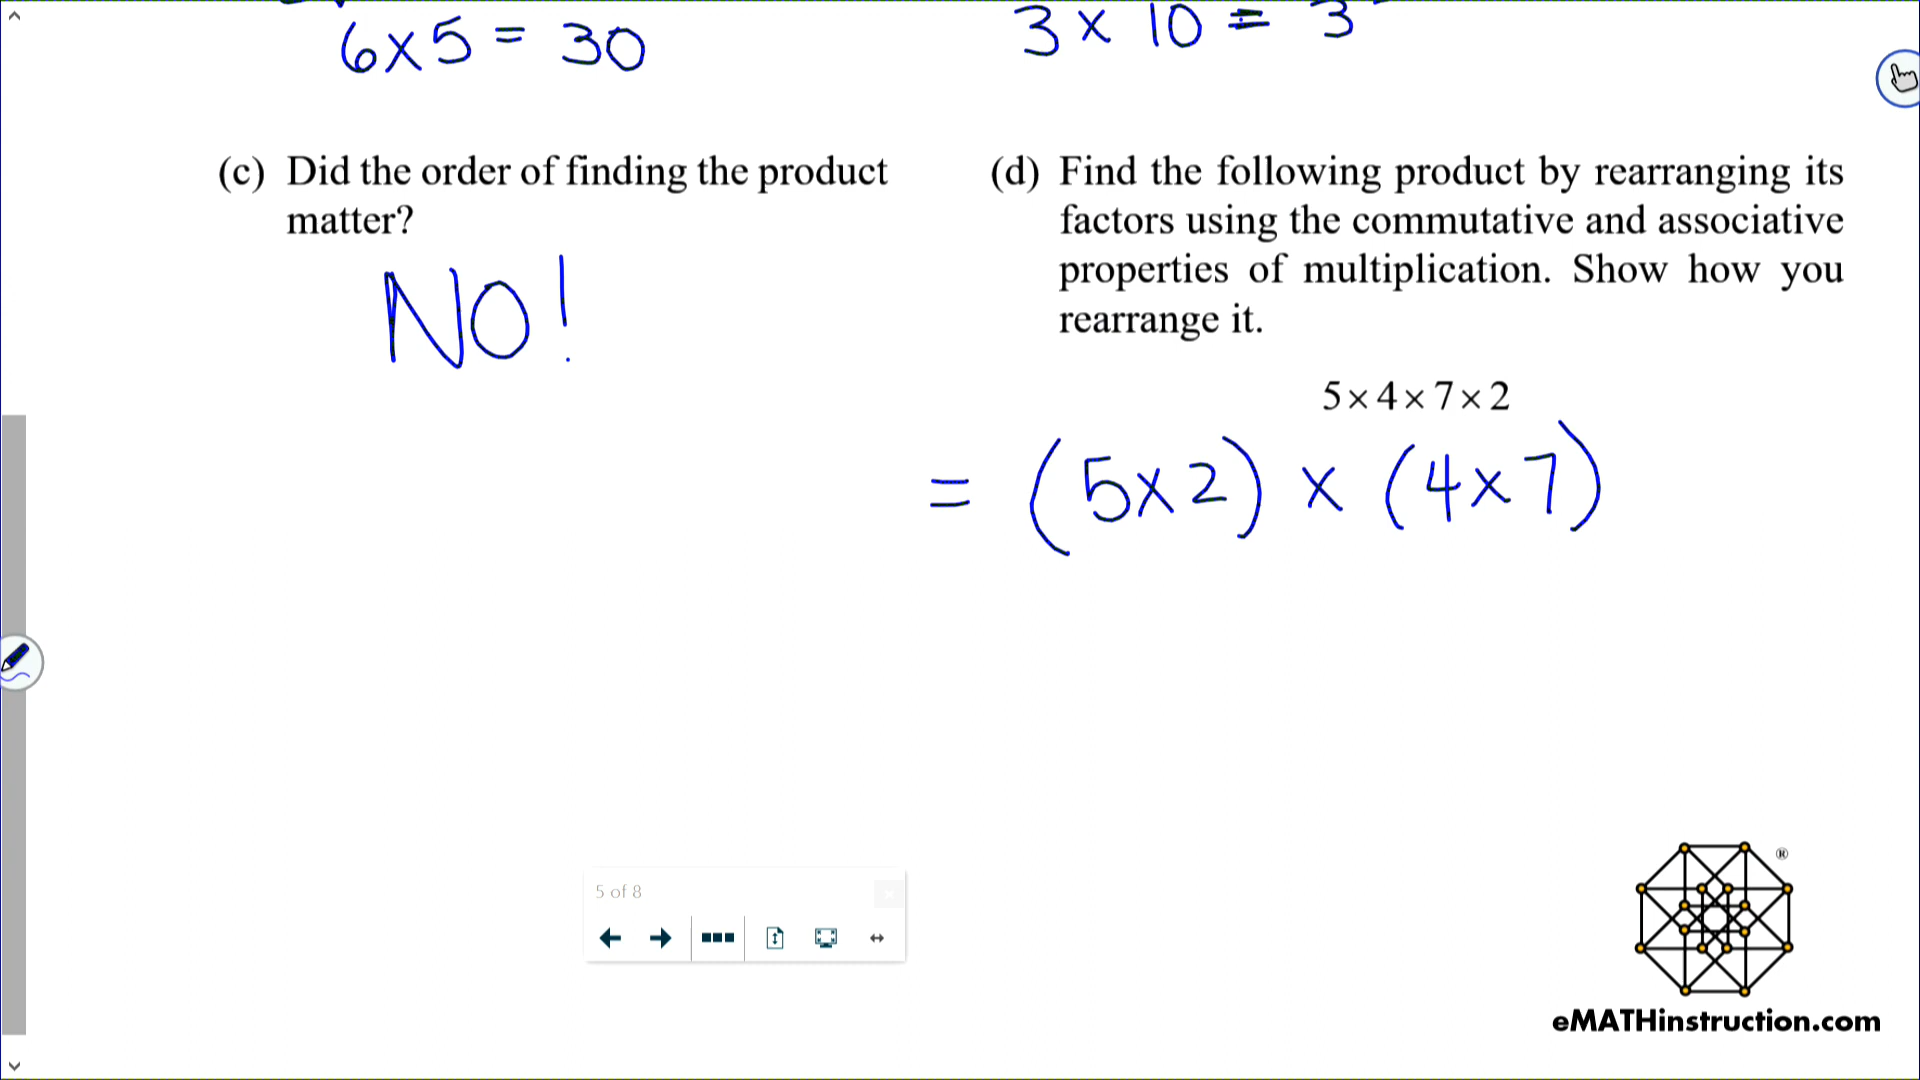 6x5 = 30
3 x 10 = 3
(c) Did the order of finding the product
matter?
NO!
(d) Find the following product by rearranging its
factors using the commutative and associative
properties of multiplication. Show how you
rearrange it.
5×4×7×2
= (5x2) x (4x7)
5 of 8
®
eMATHinstruction.com